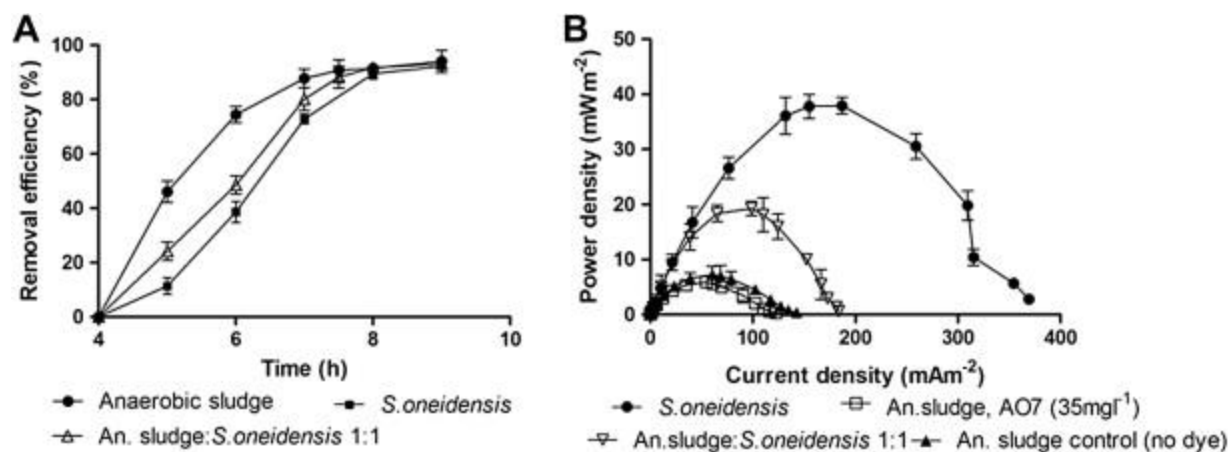 A
Removal efficiency (%)
100
80
60
40
20
0
4
6
8
10
Time (h)
Anaerobic sludge
S.oneidensis
An. sludge:S.oneidensis 1:1
B
Power density (mWm⁻²)
50
40
30
20
10
0
0
100
200
300
400
Current density (mAm⁻²)
S.oneidensis
An.sludge, AO7 (35mgl⁻¹)
An.sludge:S.oneidensis 1:1
An. sludge control (no dye)